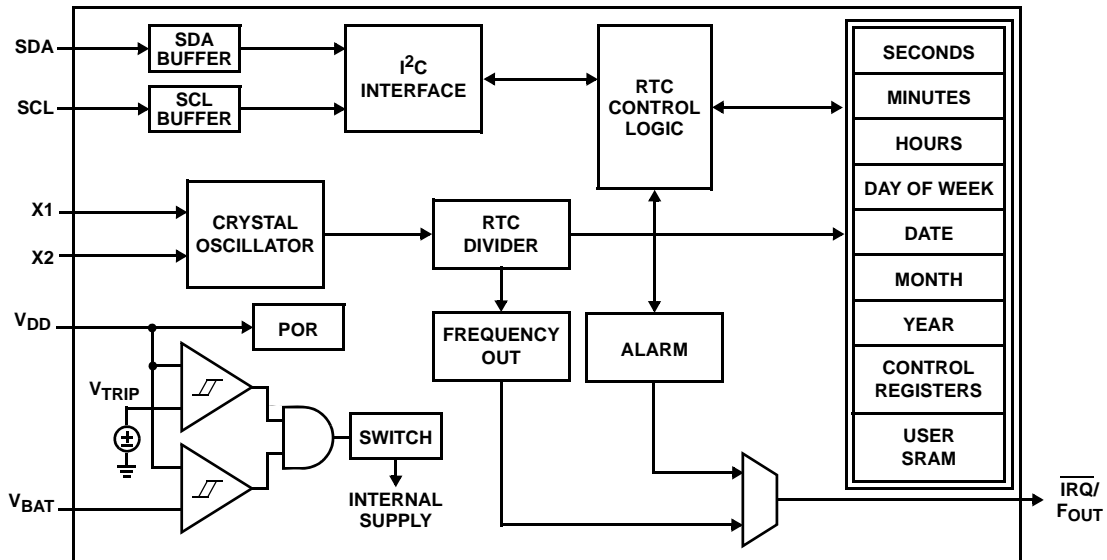 SDA
SDA
BUFFER
I²C
INTERFACE
RTC
CONTROL
LOGIC
SECONDS
SCL
SCL
BUFFER
MINUTES
HOURS
DAY OF WEEK
X1
X2
CRYSTAL
OSCILLATOR
RTC
DIVIDER
DATE
MONTH
VDD
POR
FREQUENCY
OUT
ALARM
YEAR
VTRIP
±
CONTROL
REGISTERS
SWITCH
USER
SRAM
VBAT
INTERNAL
SUPPLY
IRQ/
FOUT